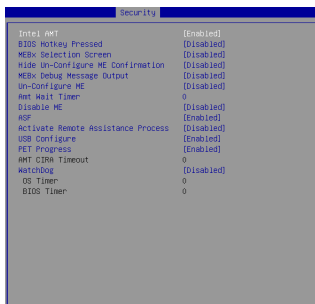 Security
Intel AMT [Enabled]
BIOS Hotkey Pressed [Disabled]
MEBx Selection Screen [Disabled]
Hide Un-Configure ME Confirmation [Disabled]
MEBx Debug Message Output [Disabled]
Un-Configure ME [Disabled]
Amt Wait Timer 0
Disable ME [Disabled]
ASF [Enabled]
Activate Remote Assistance Process [Disabled]
USB Configure [Enabled]
PET Progress [Enabled]
AMT CIRA Timeout 0
WatchDog [Disabled]
OS Timer 0
BIOS Timer 0